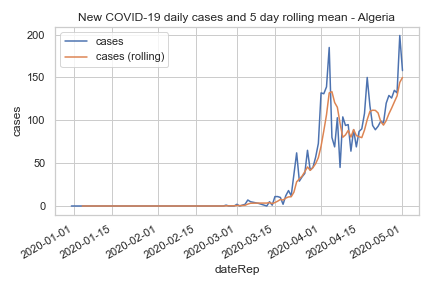 New COVID-19 daily cases and 5 day rolling mean - Algeria
cases
cases (rolling)
200
150
100
50
0
cases
2020-01-01
2020-01-15
2020-02-01
2020-02-15
2020-03-01
2020-03-15
2020-04-01
2020-04-15
2020-05-01
dateRep